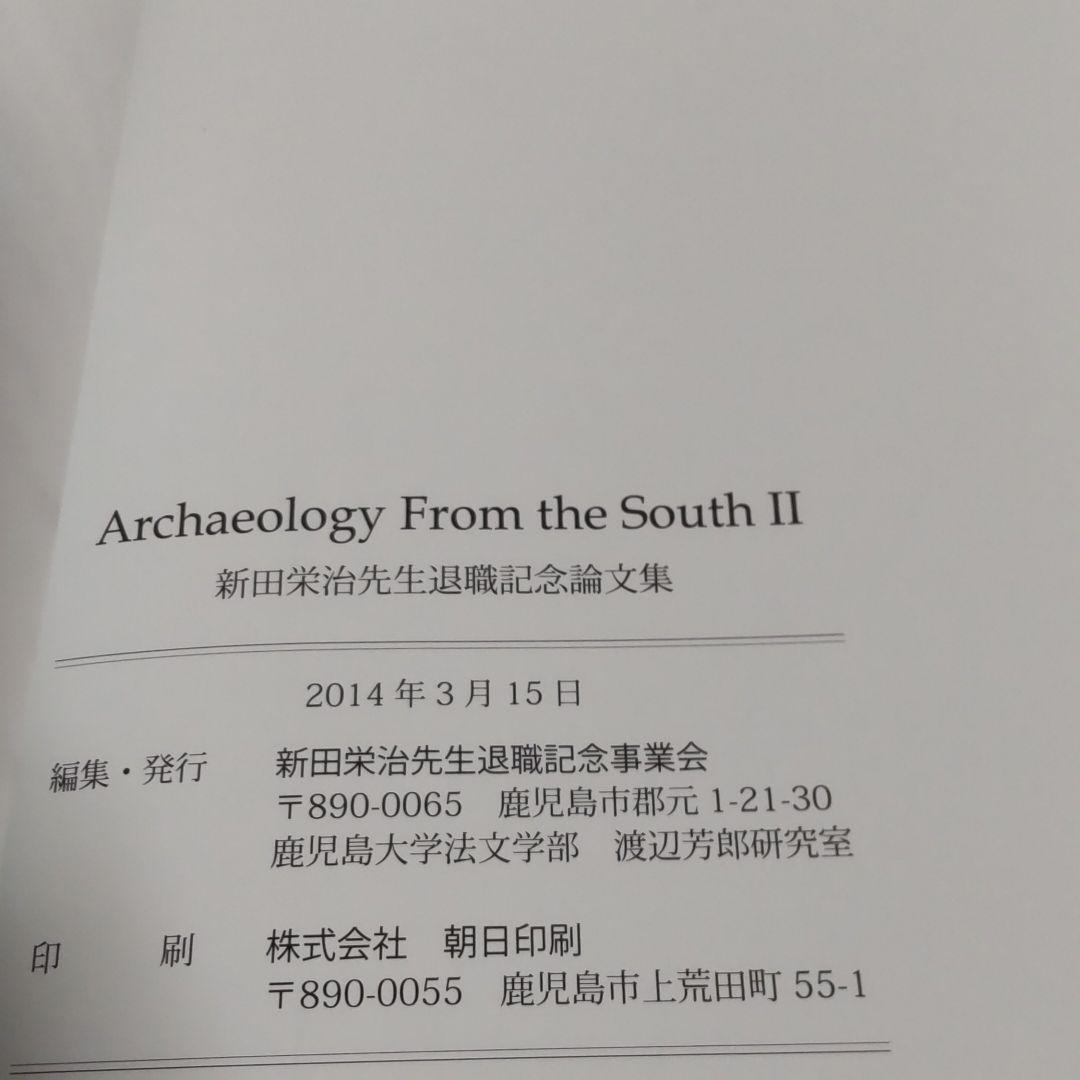 Archaeology From the South II
新田栄治先生退職記念論文集
2014 年 3 月 15 日
編集・発行 新田栄治先生退職記念事業会
〒890-0065 鹿児島市郡元 1-21-30
鹿児島大学法文学部 渡辺芳郎研究室
印 刷 株式会社 朝日印刷
〒890-0055 鹿児島市上荒田町 55-1